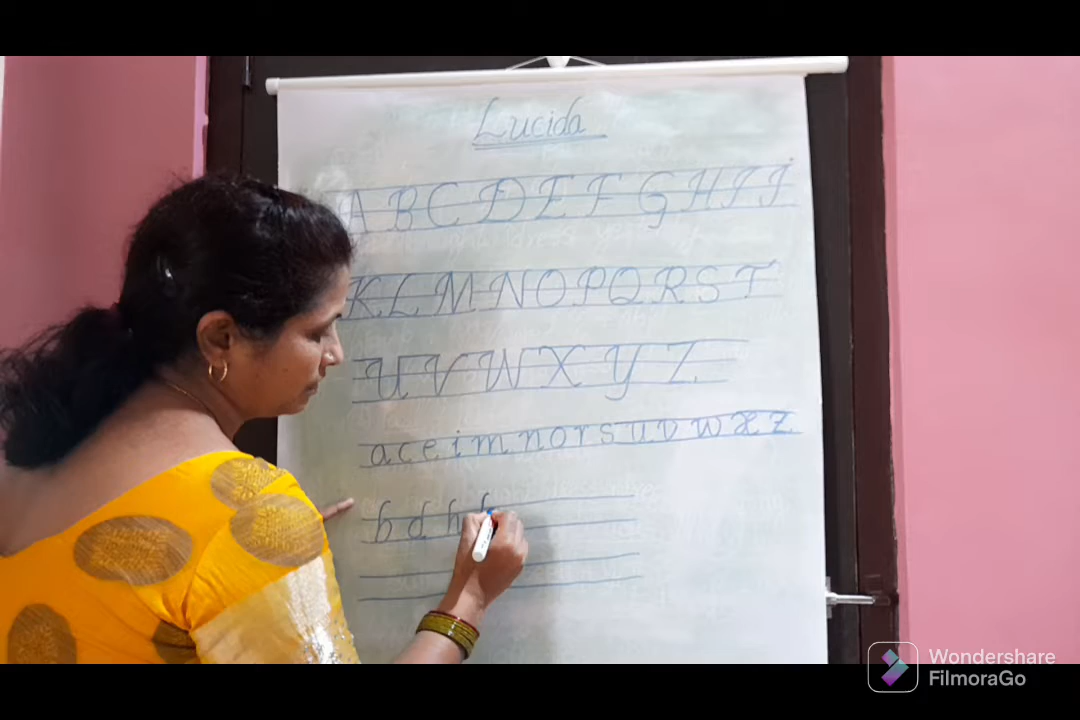 Lucida
A B C D E F G H I J
K L M N O P Q R S T
U V W X Y Z
a c e i m n o r s u v w x z
b d h
Wondershare
FilmoraGo